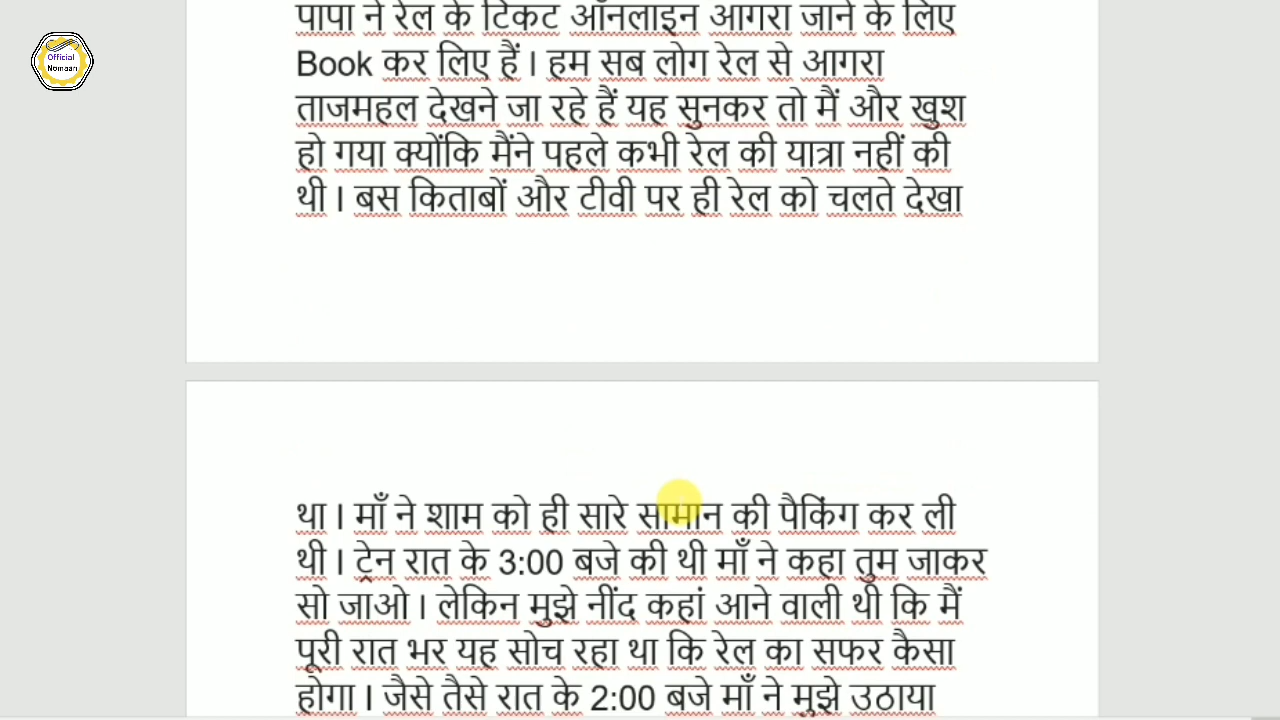 Official
Nomaan
पापा ने रेल के टिकट ऑनलाइन आगरा जाने के लिए
Book कर लिए हैं। हम सब लोग रेल से आगरा
ताजमहल देखने जा रहे हैं यह सुनकर तो मैं और खुश
हो गया क्योंकि मैंने पहले कभी रेल की यात्रा नहीं की
थी । बस किताबों और टीवी पर ही रेल को चलते देखा
था । माँ ने शाम को ही सारे सामान की पैकिंग कर ली
थी । ट्रेन रात के 3:00 बजे की थी माँ ने कहा तुम जाकर
सो जाओ । लेकिन मुझे नींद कहां आने वाली थी कि मैं
पूरी रात भर यह सोच रहा था कि रेल का सफर कैसा
होगा । जैसे तैसे रात के 2:00 बजे माँ ने मुझे उठाया